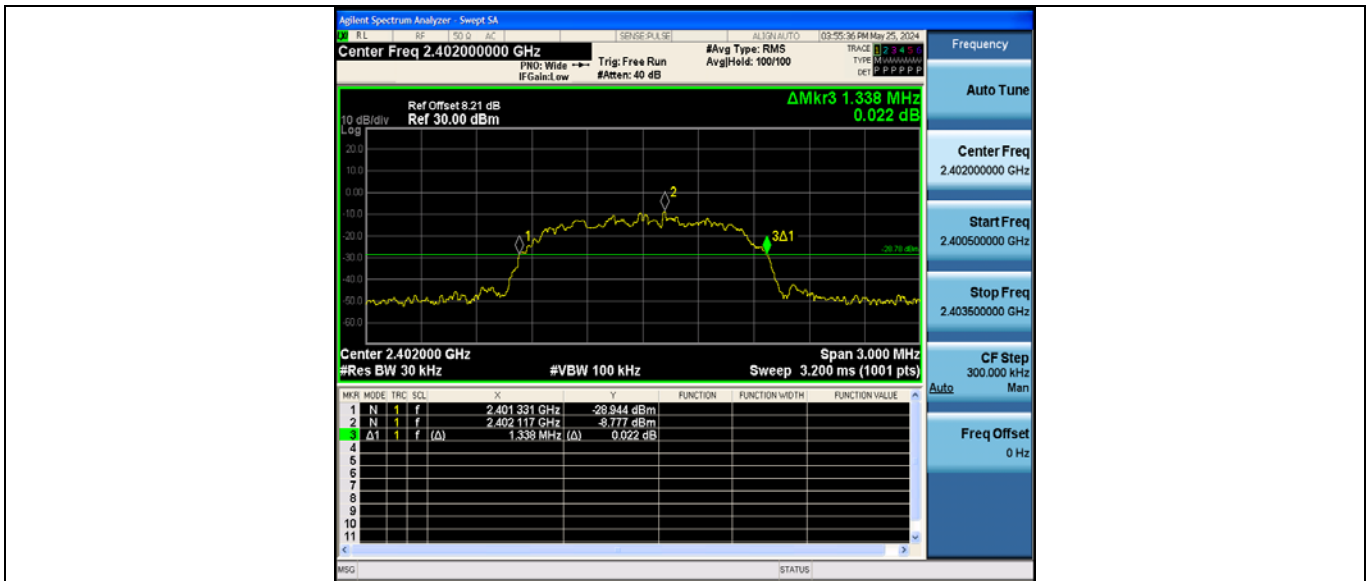 Agilent Spectrum Analyzer - Swept SA
RL RF 50 Ω AC SENSE:PULSE ALIGN AUTO 03:55:36 PM May 25, 2024
Center Freq 2.402000000 GHz
PNO: Wide
IFGain:Low
Trig: Free Run
#Atten: 40 dB
#Avg Type: RMS
Avg|Hold: 100/100
TRACE 1 2 3 4 5 6
TYPE M
DET P P P P P P
Frequency
Auto Tune
Center Freq
2.402000000 GHz
Start Freq
2.400500000 GHz
Stop Freq
2.403500000 GHz
CF Step
300.000 kHz
Auto Man
Freq Offset
0 Hz
ΔMkr3 1.338 MHz
0.022 dB
Ref Offset 8.21 dB
10 dB/div Ref 30.00 dBm
Log
20.0
10.0
0.00
-10.0
-20.0
-30.0
-40.0
-50.0
-60.0
1
2
3Δ1
-28.78 dBm
Center 2.402000 GHz Span 3.000 MHz
#Res BW 30 kHz #VBW 100 kHz Sweep 3.200 ms (1001 pts)
MKR MODE TRC SCL X Y FUNCTION FUNCTION WIDTH FUNCTION VALUE
1 N 1 f 2.401 331 GHz -28.944 dBm
2 N 1 f 2.402 117 GHz -8.777 dBm
3 Δ1 1 f (Δ) 1.338 MHz (Δ) 0.022 dB
4
5
6
7
8
9
10
11
MSG STATUS